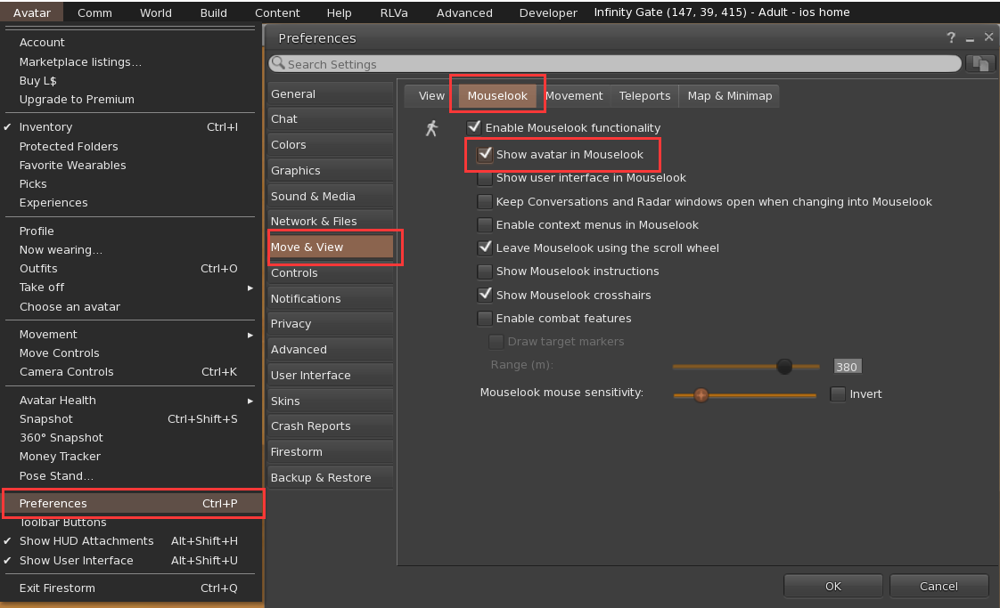 Avatar Comm World Build Content Help RLVa Advanced Developer Infinity Gate (147, 39, 415) - Adult - ios home
Account
Marketplace listings...
Buy L$
Upgrade to Premium
✔ Inventory Ctrl+I
Protected Folders
Favorite Wearables
Picks
Experiences
Profile
Now wearing...
Outfits Ctrl+O
Take off ▸
Choose an avatar
Movement ▸
Move Controls
Camera Controls Ctrl+K
Avatar Health ▸
Snapshot Ctrl+Shift+S
360° Snapshot
Money Tracker
Pose Stand...
Preferences Ctrl+P
Toolbar Buttons
✔ Show HUD Attachments Alt+Shift+H
✔ Show User Interface Alt+Shift+U
Exit Firestorm Ctrl+Q
Preferences
Search Settings
General
Chat
Colors
Graphics
Sound & Media
Network & Files
Move & View
Controls
Notifications
Privacy
Advanced
User Interface
Skins
Crash Reports
Firestorm
Backup & Restore
View Mouselook Movement Teleports Map & Minimap
Enable Mouselook functionality
Show avatar in Mouselook
Show user interface in Mouselook
Keep Conversations and Radar windows open when changing into Mouselook
Enable context menus in Mouselook
Leave Mouselook using the scroll wheel
Show Mouselook instructions
Show Mouselook crosshairs
Enable combat features
Draw target markers
Range (m): 380
Mouselook mouse sensitivity: Invert
OK Cancel